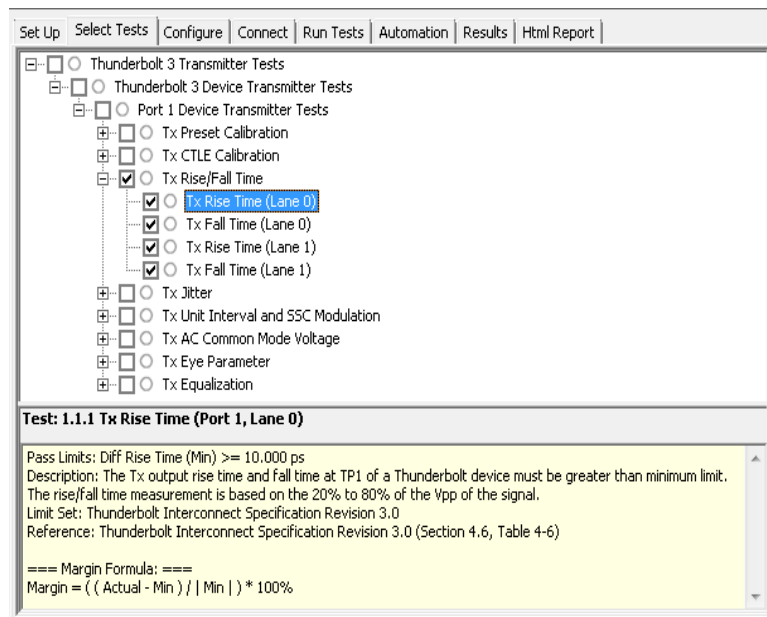 Set Up Select Tests Configure Connect Run Tests Automation Results Html Report
Thunderbolt 3 Transmitter Tests
Thunderbolt 3 Device Transmitter Tests
Port 1 Device Transmitter Tests
Tx Preset Calibration
Tx CTLE Calibration
Tx Rise/Fall Time
Tx Rise Time (Lane 0)
Tx Fall Time (Lane 0)
Tx Rise Time (Lane 1)
Tx Fall Time (Lane 1)
Tx Jitter
Tx Unit Interval and SSC Modulation
Tx AC Common Mode Voltage
Tx Eye Parameter
Tx Equalization
Test: 1.1.1 Tx Rise Time (Port 1, Lane 0)
Pass Limits: Diff Rise Time (Min) >= 10.000 ps
Description: The Tx output rise time and fall time at TP1 of a Thunderbolt device must be greater than minimum limit.
The rise/fall time measurement is based on the 20% to 80% of the Vpp of the signal.
Limit Set: Thunderbolt Interconnect Specification Revision 3.0
Reference: Thunderbolt Interconnect Specification Revision 3.0 (Section 4.6, Table 4-6)
=== Margin Formula: ===
Margin = ( ( Actual - Min ) / | Min | ) * 100%